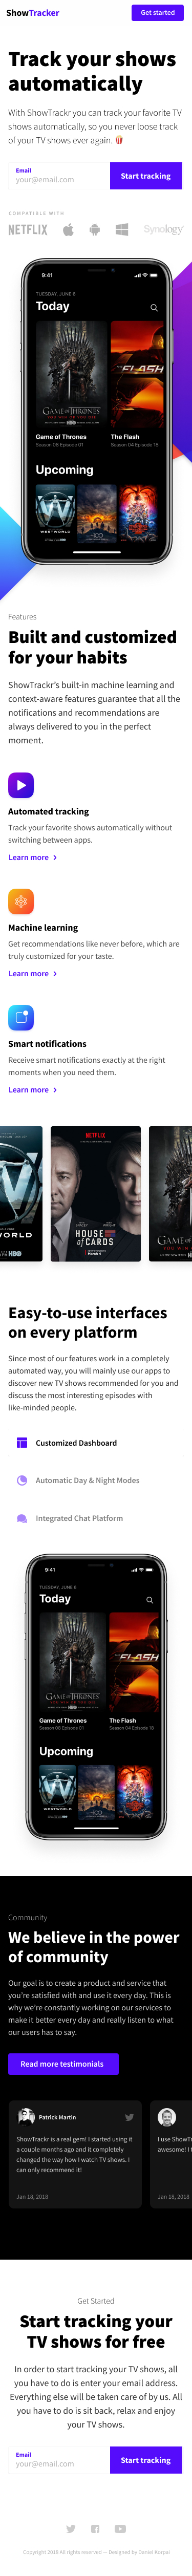 ShowTracker
Get started
Track your shows
automatically
With ShowTrackr you can track your favorite TV
shows automatically, so you never loose track
of your TV shows ever again.
Email
your@email.com
Start tracking
COMPATIBLE WITH
NETFLIX
Synology
9:41
TUESDAY, JUNE 6
Today
GAME OF THRONES
FLASH
Game of Thrones
Season 08 Episode 01
The Flash
Season 04 Episode 18
Upcoming
WESTWORLD
Features
Built and customized
for your habits
ShowTrackr's built-in machine learning and
context-aware features guarantee that all the
notifications and recommendations are
always delivered to you in the perfect
moment.
Automated tracking
Track your favorite shows automatically without
switching between apps.
Learn more
Machine learning
Get recommendations like never before, which are
truly customized for your taste.
Learn more
Smart notifications
Receive smart notifications exactly at the right
moments when you need them.
Learn more
WORLD
HBO
NETFLIX
HOUSE
of CARDS
GAME OF THR
YOU WIN
Easy-to-use interfaces
on every platform
Since most of our features work in a completely
automated way, you will mainly use our apps to
discover new TV shows recommended for you and
discuss the most interesting episodes with
like-minded people.
Customized Dashboard
Automatic Day & Night Modes
Integrated Chat Platform
9:41
TUESDAY, JUNE 6
Today
GAME OF THRONES
FLASH
Game of Thrones
Season 08 Episode 01
The Flash
Season 04 Episode 18
Upcoming
WESTWORLD
Community
We believe in the power
of community
Our goal is to create a product and service that
you're satisfied with and use it every day. This is
why we're constantly working on our services to
make it better every day and really listen to what
our users has to say.
Read more testimonials
Patrick Martin
ShowTrackr is a real gem! I started using it
a couple months ago and it completely
changed the way how I watch TV shows. I
can only recommend it!
Jan 18, 2018
I use ShowT
awesome! I
Jan 18, 2018
Get Started
Start tracking your
TV shows for free
In order to start tracking your TV shows, all
you have to do is enter your email address.
Everything else will be taken care of by us. All
you have to do is sit back, relax and enjoy
your TV shows.
Email
your@email.com
Start tracking
Copyright 2018 All rights reserved — Designed by Daniel Korpai